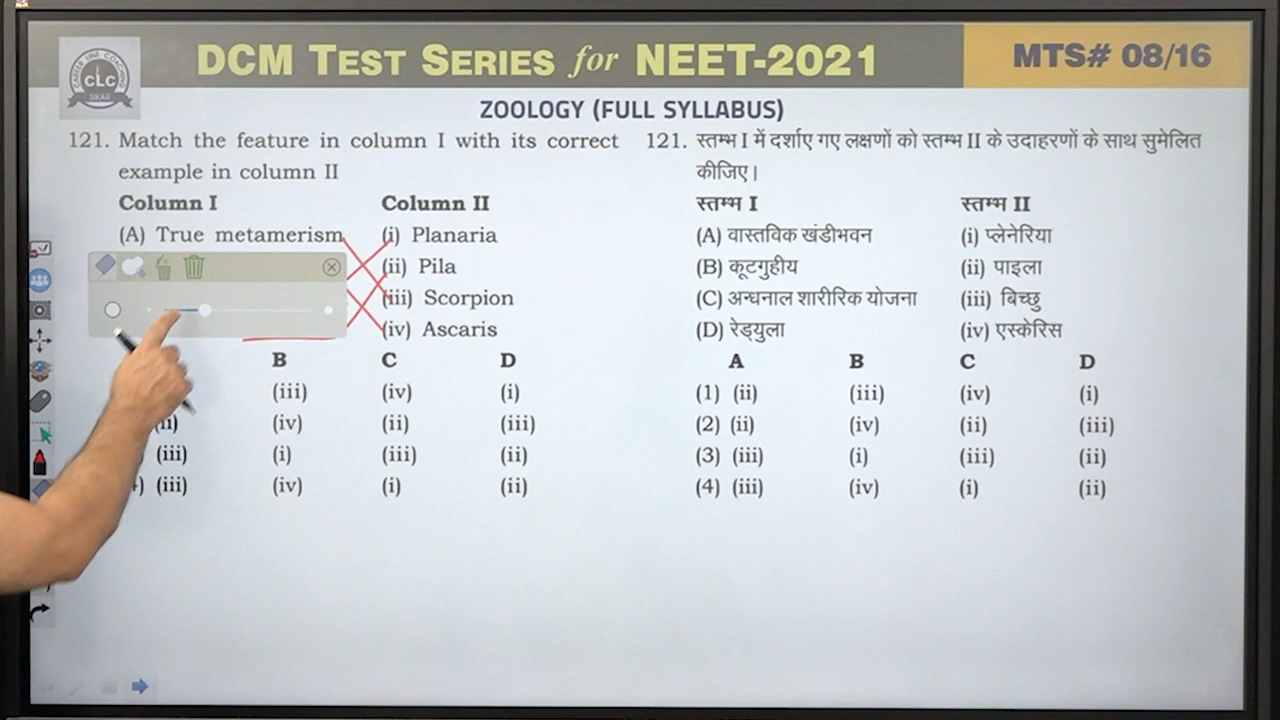 DCM TEST SERIES for NEET-2021
MTS# 08/16
CLC
SIKAR
ZOOLOGY (FULL SYLLABUS)
121. Match the feature in column I with its correct
example in column II
Column I Column II
(A) True metamerism (i) Planaria
(ii) Pila
(iii) Scorpion
(iv) Ascaris
B C D
(iii) (iv) (i)
(ii) (iv) (ii) (iii)
(iii) (i) (iii) (ii)
(iii) (iv) (i) (ii)
121. स्तम्भ I में दर्शाए गए लक्षणों को स्तम्भ II के उदाहरणों के साथ सुमेलित
कीजिए।
स्तम्भ I स्तम्भ II
(A) वास्तविक खंडीभवन (i) प्लेनेरिया
(B) कूटगुहीय (ii) पाइला
(C) अन्धनाल शारीरिक योजना (iii) बिच्छु
(D) रेड्युला (iv) एस्केरिस
A B C D
(1) (ii) (iii) (iv) (i)
(2) (ii) (iv) (ii) (iii)
(3) (iii) (i) (iii) (ii)
(4) (iii) (iv) (i) (ii)